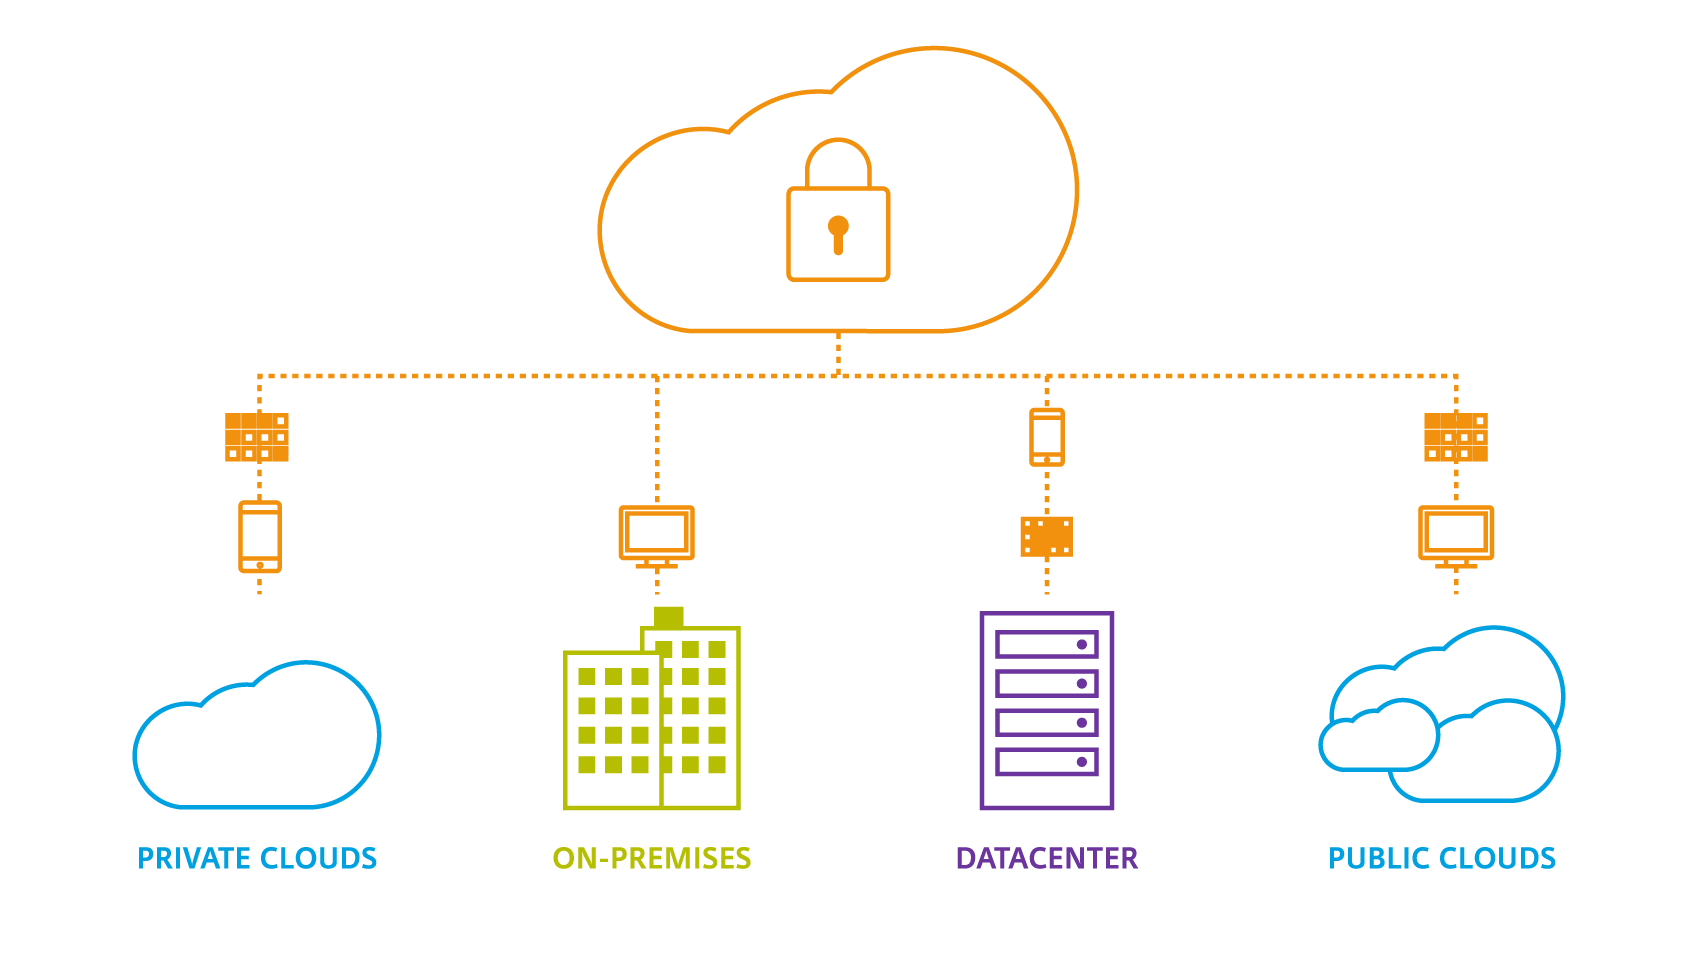 PRIVATE CLOUDS
ON-PREMISES
DATACENTER
PUBLIC CLOUDS